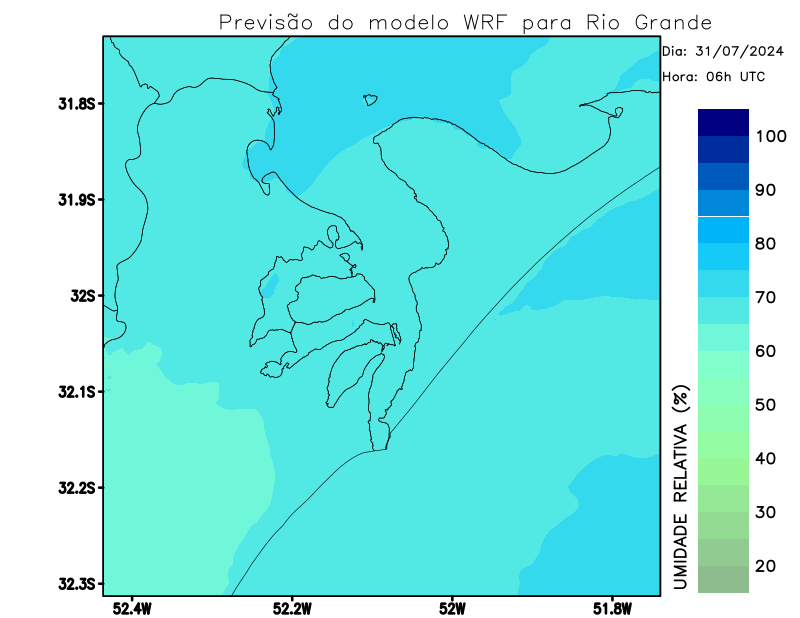 Previsão do modelo WRF para Rio Grande
Dia: 31/07/2024
Hora: 06h UTC
31.8S
31.9S
32S
32.1S
32.2S
32.3S
52.4W
52.2W
52W
51.8W
100
90
80
70
60
50
40
30
20
UMIDADE RELATIVA (%)